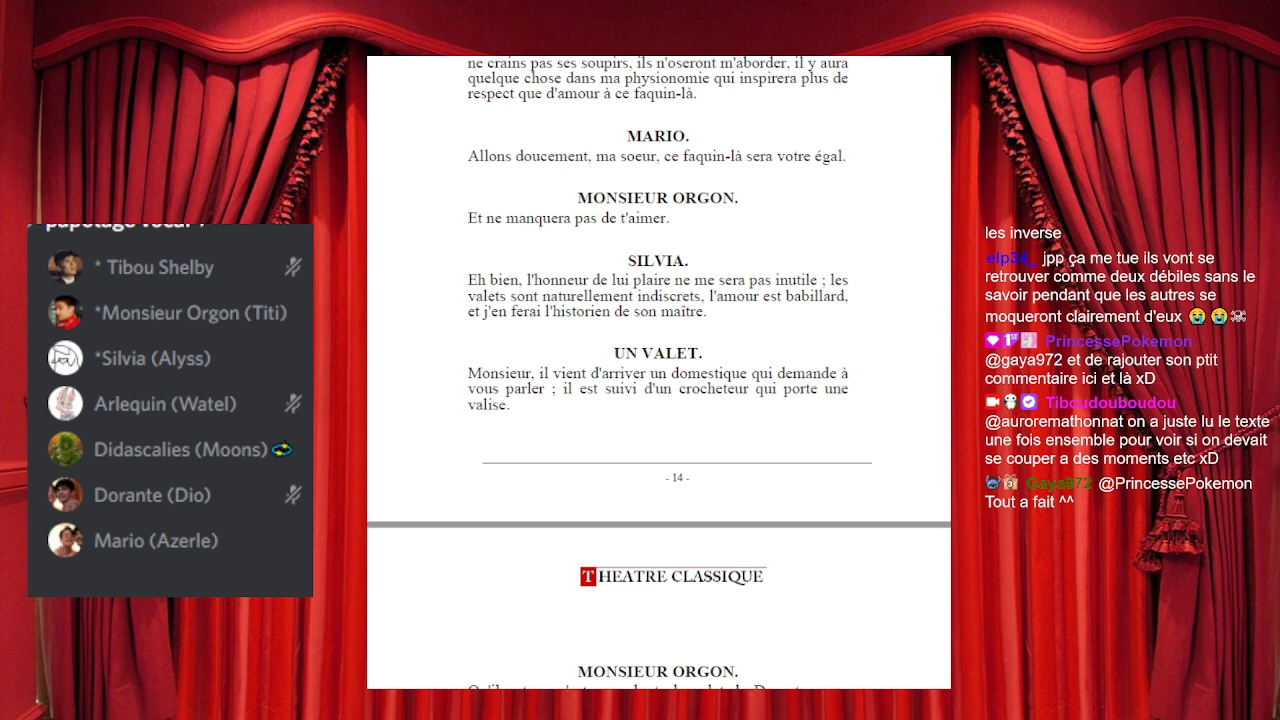 papotage vocal
* Tibou Shelby
*Monsieur Orgon (Titi)
*Silvia (Alyss)
Arlequin (Watel)
Didascalies (Moons)
Dorante (Dio)
Mario (Azerle)
ne crains pas ses soupirs, ils n'oseront m'aborder, il y aura
quelque chose dans ma physionomie qui inspirera plus de
respect que d'amour à ce faquin-là.
MARIO.
Allons doucement, ma soeur, ce faquin-là sera votre égal.
MONSIEUR ORGON.
Et ne manquera pas de t'aimer.
SILVIA.
Eh bien, l'honneur de lui plaire ne me sera pas inutile ; les
valets sont naturellement indiscrets, l'amour est babillard,
et j'en ferai l'historien de son maître.
UN VALET.
Monsieur, il vient d'arriver un domestique qui demande à
vous parler ; il est suivi d'un crocheteur qui porte une
valise.
- 14 -
THEATRE CLASSIQUE
MONSIEUR ORGON.
les inverse
elp34_ jpp ça me tue ils vont se
retrouver comme deux débiles sans le
savoir pendant que les autres se
moqueront clairement d'eux 😭 😭 ☠
PrincessePokemon
@gaya972 et de rajouter son ptit
commentaire ici et là xD
Tiboudouboudou
@auroremathonnat on a juste lu le texte
une fois ensemble pour voir si on devait
se couper a des moments etc xD
Gaya972 @PrincessePokemon
Tout a fait ^^